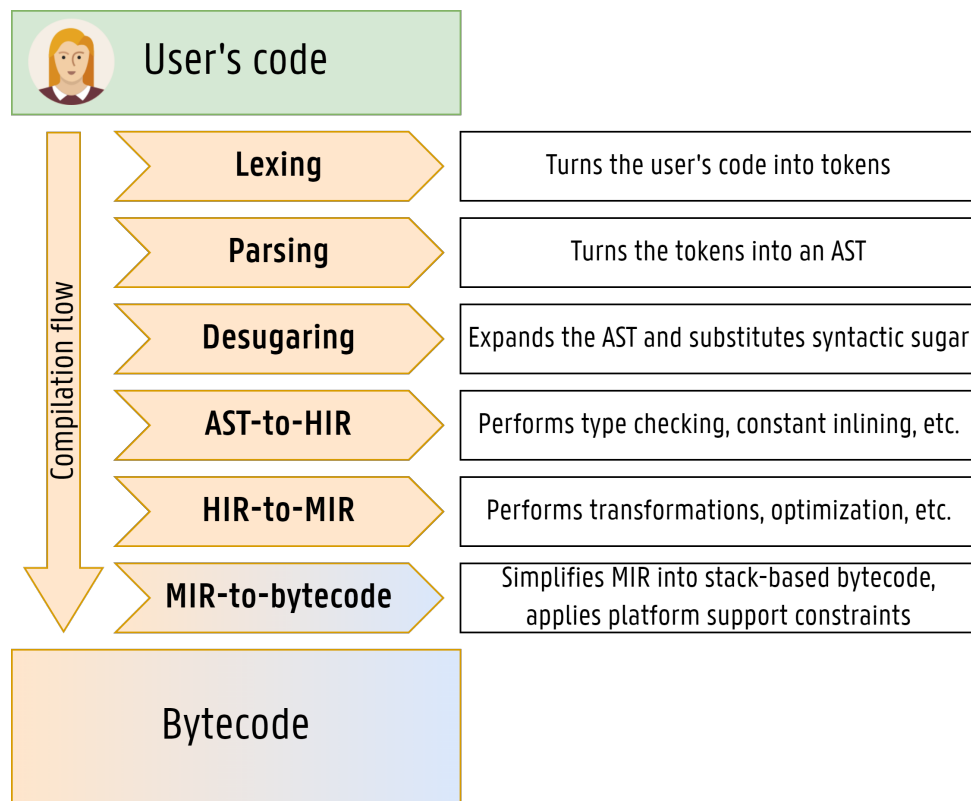 User's code
Compilation flow
Lexing
Turns the user's code into tokens
Parsing
Turns the tokens into an AST
Desugaring
Expands the AST and substitutes syntactic sugar
AST-to-HIR
Performs type checking, constant inlining, etc.
HIR-to-MIR
Performs transformations, optimization, etc.
MIR-to-bytecode
Simplifies MIR into stack-based bytecode,
applies platform support constraints
Bytecode